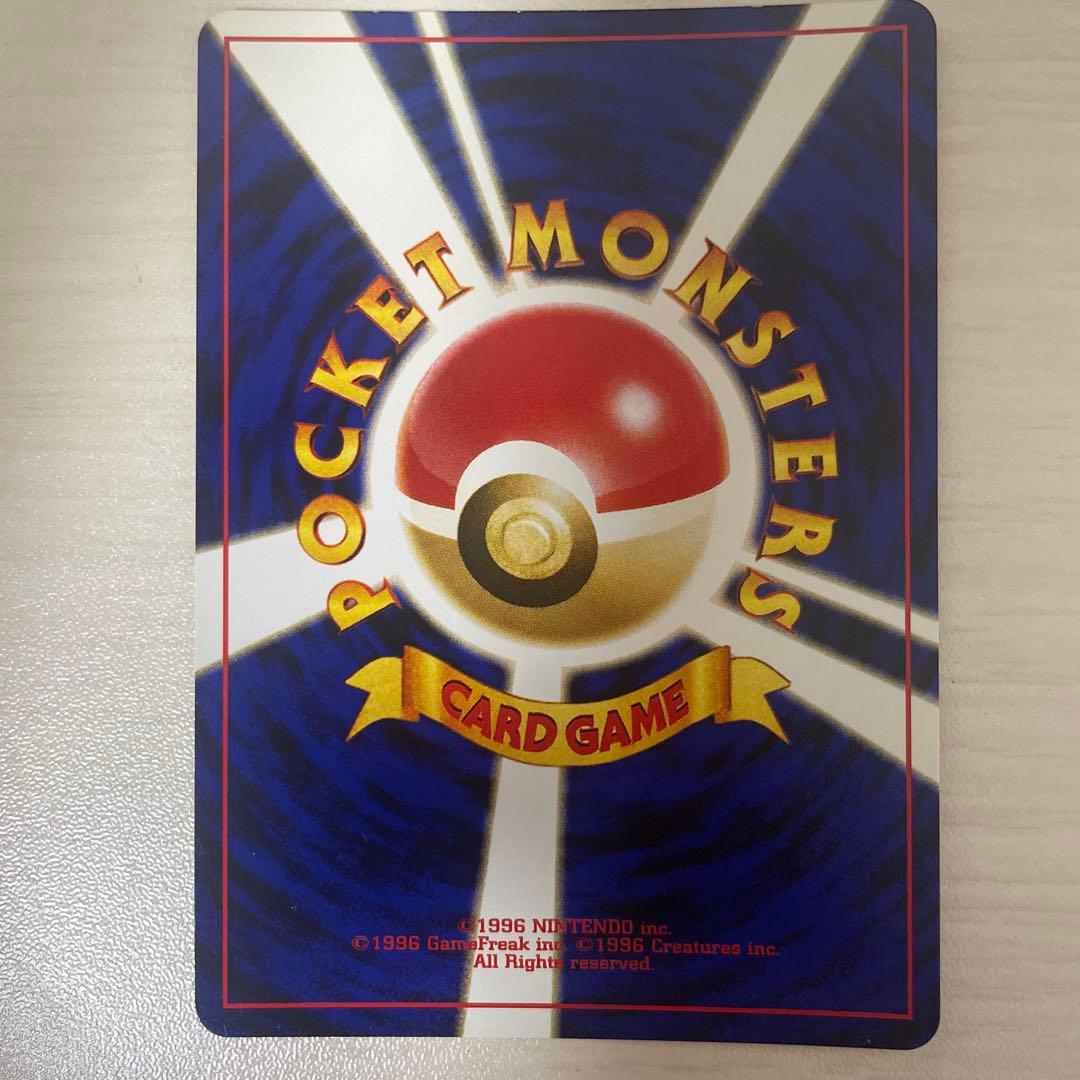 POCKET MONSTERS
CARD GAME
©1996 NINTENDO inc.
©1996 GameFreak inc. ©1996 Creatures inc.
All Rights reserved.